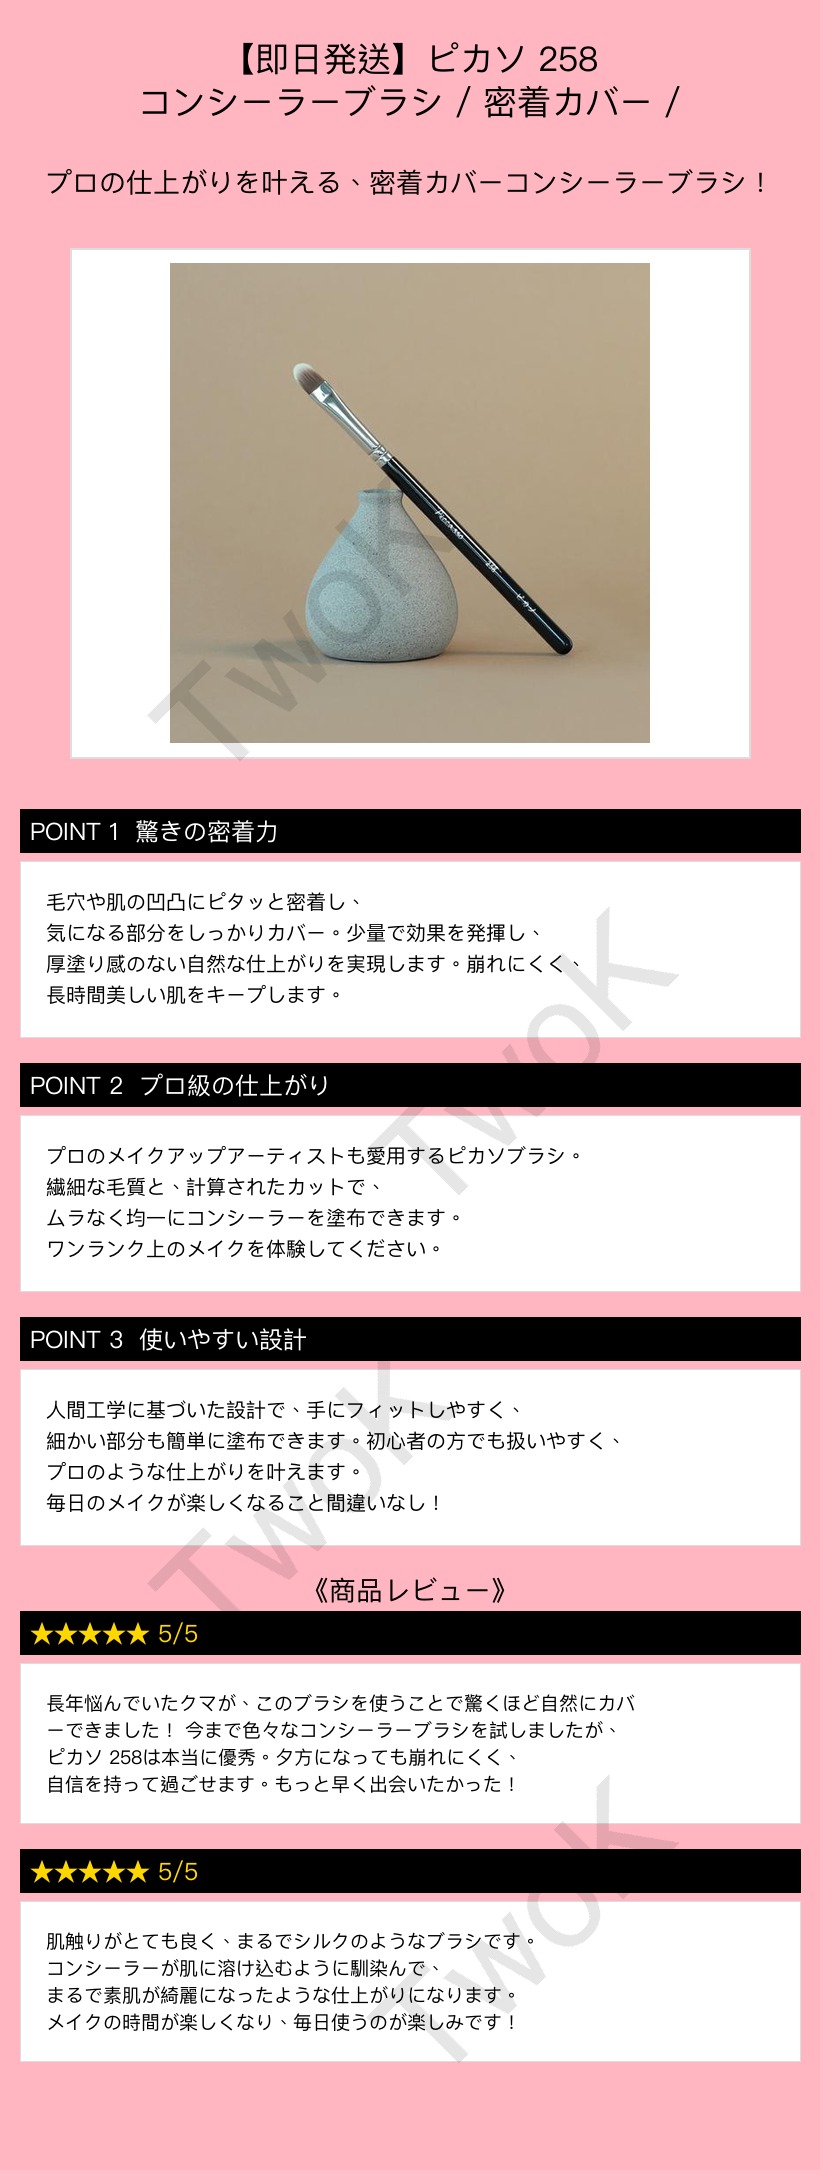 【即日発送】ピカソ 258
コンシーラーブラシ / 密着カバー /
プロの仕上がりを叶える、密着カバーコンシーラーブラシ！
Piccasso 258 ピカソ
TwoK
POINT 1 驚きの密着力
毛穴や肌の凹凸にピタッと密着し、
気になる部分をしっかりカバー。少量で効果を発揮し、
厚塗り感のない自然な仕上がりを実現します。崩れにくく、
長時間美しい肌をキープします。
TwoK
POINT 2 プロ級の仕上がり
プロのメイクアップアーティストも愛用するピカソブラシ。
繊細な毛質と、計算されたカットで、
ムラなく均一にコンシーラーを塗布できます。
ワンランク上のメイクを体験してください。
POINT 3 使いやすい設計
人間工学に基づいた設計で、手にフィットしやすく、
細かい部分も簡単に塗布できます。初心者の方でも扱いやすく、
プロのような仕上がりを叶えます。
毎日のメイクが楽しくなること間違いなし！
TwoK
《商品レビュー》
★★★★★ 5/5
長年悩んでいたクマが、このブラシを使うことで驚くほど自然にカバ
ーできました！ 今まで色々なコンシーラーブラシを試しましたが、
ピカソ 258は本当に優秀。夕方になっても崩れにくく、
自信を持って過ごせます。もっと早く出会いたかった！
★★★★★ 5/5
肌触りがとても良く、まるでシルクのようなブラシです。
コンシーラーが肌に溶け込むように馴染んで、
まるで素肌が綺麗になったような仕上がりになります。
メイクの時間が楽しくなり、毎日使うのが楽しみです！
TwoK